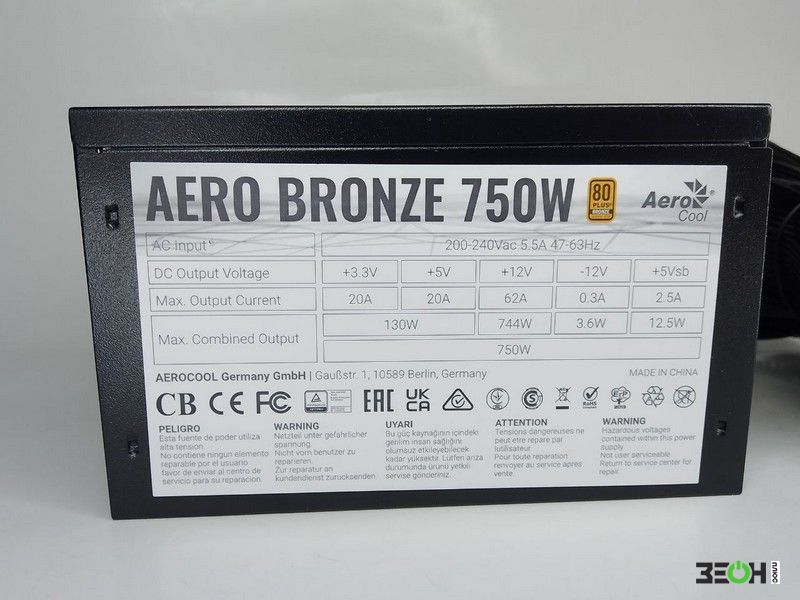 AERO BRONZE 750W
80
PLUS
BRONZE
Aero
Cool
AC Input
200-240Vac 5.5A 47-63Hz
DC Output Voltage +3.3V +5V +12V -12V +5Vsb
Max. Output Current 20A 20A 62A 0.3A 2.5A
Max. Combined Output 130W 744W 3.6W 12.5W
750W
AEROCOOL Germany GmbH | Gaußstr. 1, 10589 Berlin, Germany
MADE IN CHINA
CB CE FC EAC UK CA RoHS ErP
PELIGRO
Esta fuente de poder utiliza
alta tension.
No contiene ningun elemento
reparable por el usuario
favor de enviar al centro de
servicio para su reparacion.
WARNING
Netzteil unter gefahrlicher
spannung.
Nicht vom benutzer zu
reparieren.
Zur reparatur an
kundendienst zurucksenden
UYARI
Bu güç kaynağının içindeki
gerilim insan sağlığını
olumsuz etkileyebilecek
kadar yüksektir. Lütfen arıza
durumunda ürünü yetkili
servise gönderiniz.
ATTENTION
Tensions dangereuses ne
peut etre repare par
lutilisateur.
Pour toute reparation
renvoyer au service apres
vente.
WARNING
Hazardous voltages
contained within this power
supply
Not user serviceable
Return to service center for
repair.
ЗЕОН
плюс